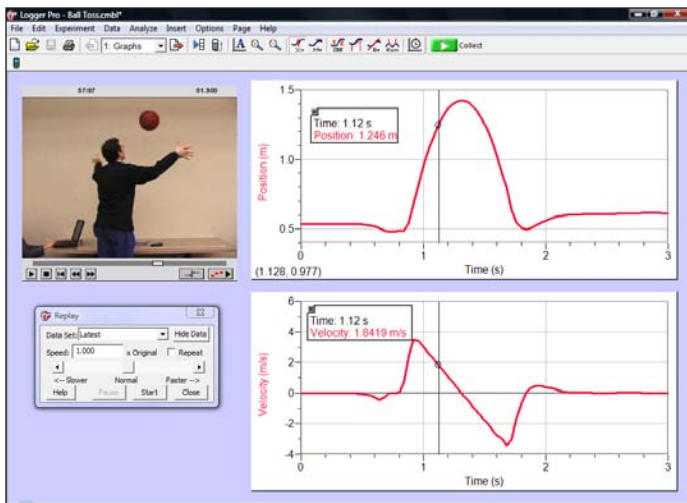 Logger Pro - Ball Toss.cmbl*
File Edit Experiment Data Analyze Insert Options Page Help
1: Graphs Collect
57:07 01.900
1.5
1.0
0.5
Position (m)
Time: 1.12 s
Position: 1.246 m
0 1 2 3
(1.128, 0.977) Time (s)
Replay
Data Set: Latest Hide Data
Speed: 1.000 x Original Repeat
<-- Slower Normal Faster -->
Help Pause Start Close
6
4
2
0
-2
-4
Velocity (m/s)
Time: 1.12 s
Velocity: 1.8419 m/s
0 1 2 3
Time (s)